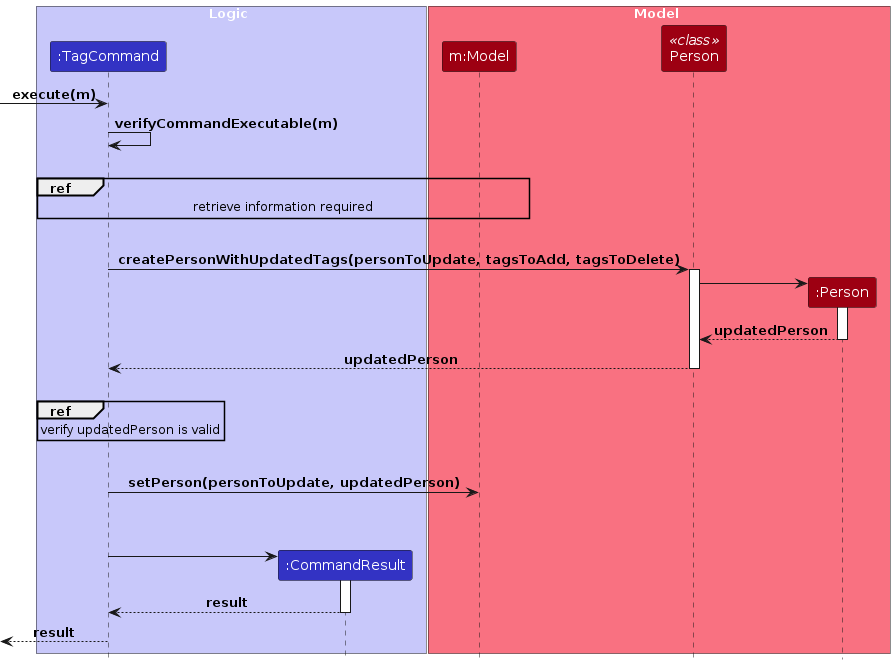 Logic
Model
:TagCommand
m:Model
«class»
Person
execute(m)
verifyCommandExecutable(m)
ref
retrieve information required
createPersonWithUpdatedTags(personToUpdate, tagsToAdd, tagsToDelete)
:Person
updatedPerson
updatedPerson
ref
verify updatedPerson is valid
setPerson(personToUpdate, updatedPerson)
:CommandResult
result
result